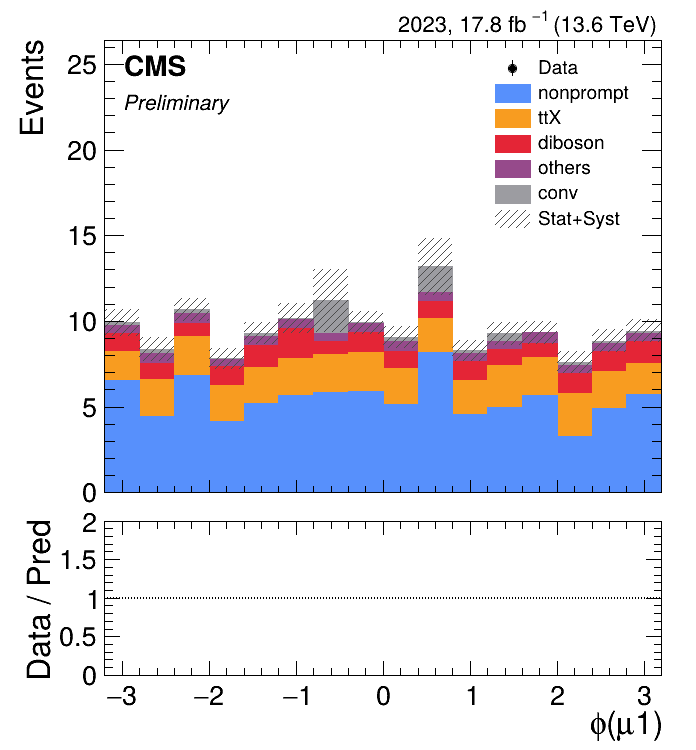 2023, 17.8 fb⁻¹ (13.6 TeV)
CMS
Preliminary
Events
25
20
15
10
5
0
Data
nonprompt
ttX
diboson
others
conv
Stat+Syst
Data / Pred
2
1.5
1
0.5
0
−3 −2 −1 0 1 2 3
ϕ(μ1)